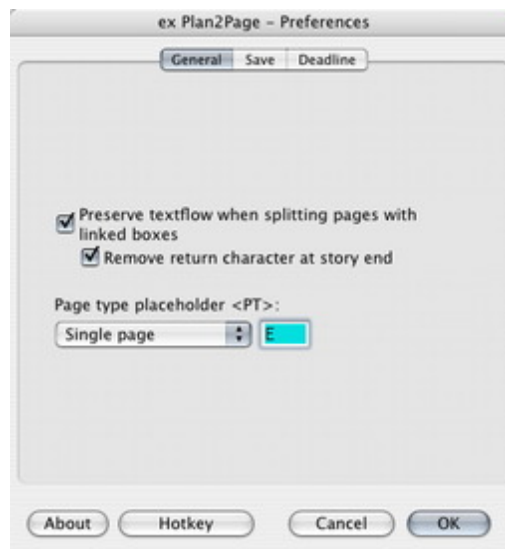 ex Plan2Page – Preferences
General Save Deadline
Preserve textflow when splitting pages with
linked boxes
Remove return character at story end
Page type placeholder <PT>:
Single page E
About Hotkey Cancel OK